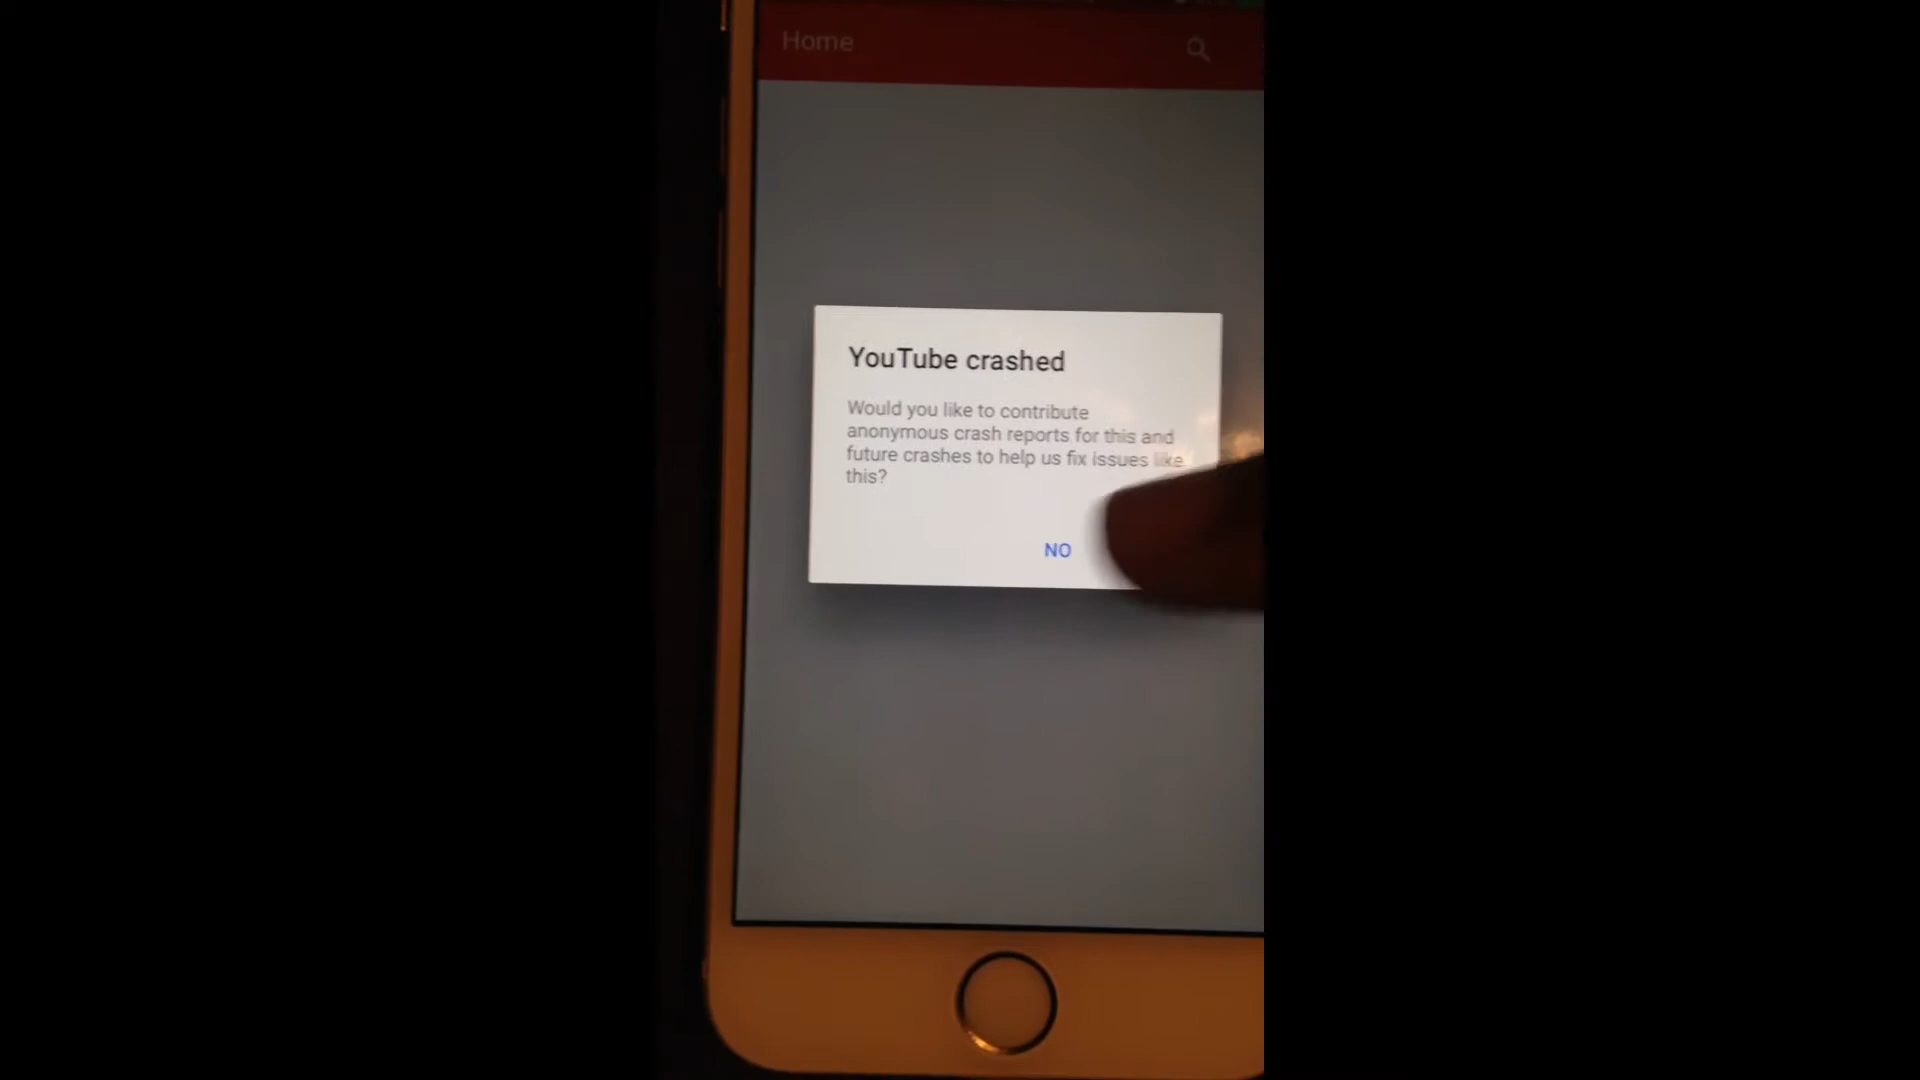 Home
YouTube crashed
Would you like to contribute
anonymous crash reports for this and
future crashes to help us fix issues like
this?
NO